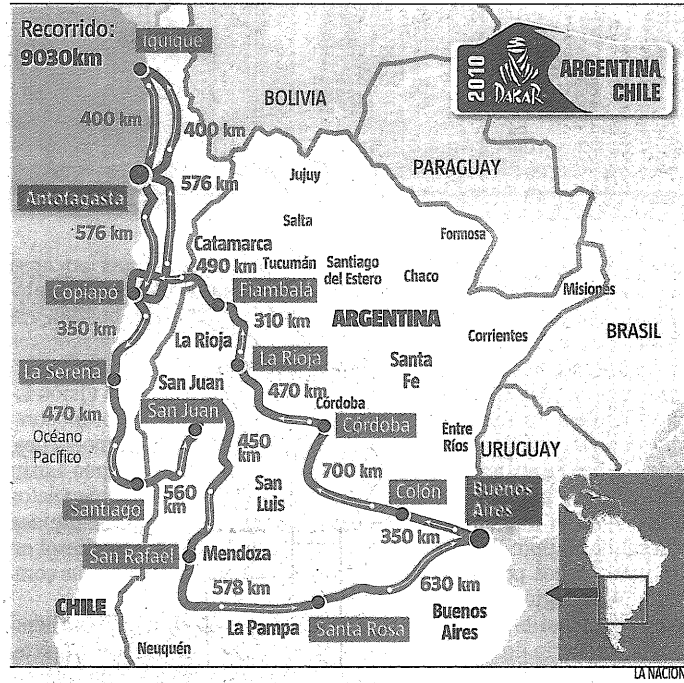 Recorrido:
9030km
Iquique
2010
DAKAR
ARGENTINA
CHILE
BOLIVIA
400 km
400 km
PARAGUAY
Jujuy
576 km
Antofagasta
Salta
576 km
Formosa
Catamarca
490 km
Tucumán
Santiago
del Estero
Chaco
Misiones
Copiapó
Fiambala
310 km
ARGENTINA
350 km
BRASIL
Corrientes
La Rioja
La Rioja
Santa
Fe
La Serena
San Juan
470 km
Córdoba
San Juan
Córdoba
470 km
Océano
Pacífico
450
km
Entre
Ríos
URUGUAY
700 km
San
Luis
Colón
Buenos
Aires
560
km
Santiago
350 km
San Rafael
Mendoza
578 km
630 km
CHILE
La Pampa
Santa Rosa
Buenos
Aires
Neuquén
LA NACION